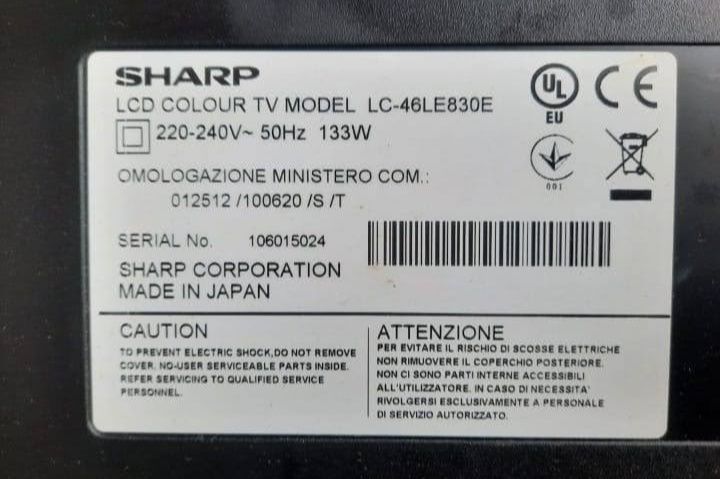 SHARP
LCD COLOUR TV MODEL LC-46LE830E
220-240V~ 50Hz 133W
OMOLOGAZIONE MINISTERO COM.:
012512 /100620 /S /T
SERIAL No. 106015024
SHARP CORPORATION
MADE IN JAPAN
UL
EU
CE
001
CAUTION
TO PREVENT ELECTRIC SHOCK,DO NOT REMOVE
COVER. NO-USER SERVICEABLE PARTS INSIDE.
REFER SERVICING TO QUALIFIED SERVICE
PERSONNEL.
ATTENZIONE
PER EVITARE IL RISCHIO DI SCOSSE ELETTRICHE
NON RIMUOVERE IL COPERCHIO POSTERIORE.
NON CI SONO PARTI INTERNE ACCESSIBILI
ALL'UTILIZZATORE. IN CASO DI NECESSITA'
RIVOLGERSI ESCLUSIVAMENTE A PERSONALE
DI SERVIZIO AUTORIZZATO.